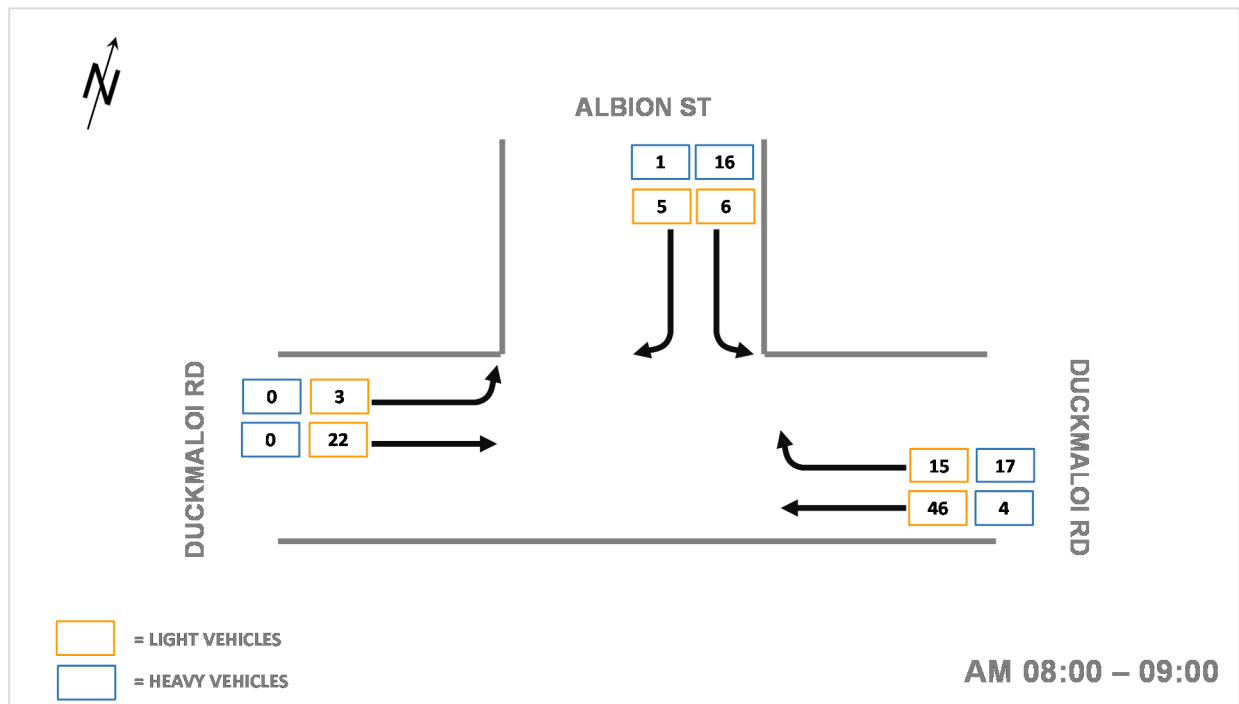 N
ALBION ST
1 16
5 6
DUCKMALOI RD
0 3
0 22
DUCKMALOI RD
15 17
46 4
= LIGHT VEHICLES
= HEAVY VEHICLES
AM 08:00 – 09:00